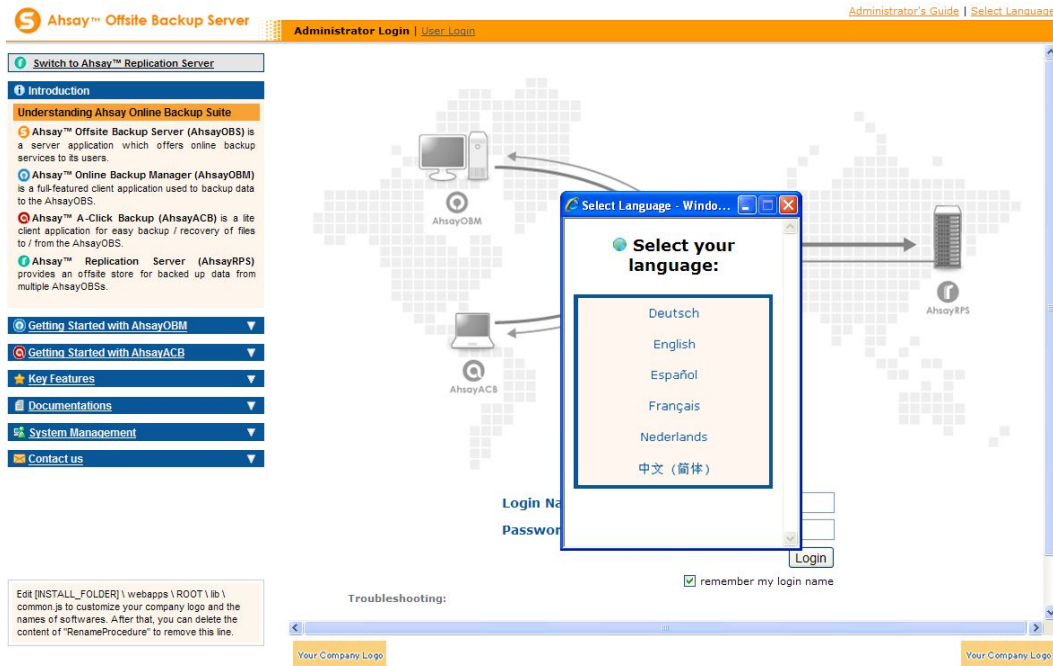 Ahsay™ Offsite Backup Server
Administrator's Guide | Select Language
Administrator Login | User Login
Switch to Ahsay™ Replication Server
Introduction
Understanding Ahsay Online Backup Suite
Ahsay™ Offsite Backup Server (AhsayOBS) is
a server application which offers online backup
services to its users.
Ahsay™ Online Backup Manager (AhsayOBM)
is a full-featured client application used to backup data
to the AhsayOBS.
Ahsay™ A-Click Backup (AhsayACB) is a lite
client application for easy backup / recovery of files
to / from the AhsayOBS.
Ahsay™ Replication Server (AhsayRPS)
provides an offsite store for backed up data from
multiple AhsayOBSs.
Getting Started with AhsayOBM
Getting Started with AhsayACB
Key Features
Documentations
System Management
Contact us
Edit [INSTALL_FOLDER] \ webapps \ ROOT \ lib \
common.js to customize your company logo and the
names of softwares. After that, you can delete the
content of "RenameProcedure" to remove this line.
AhsayOBM
AhsayACB
AhsayRPS
Select Language - Windo...
Select your
language:
Deutsch
English
Español
Français
Nederlands
中文 (简体)
Login Na
Passwor
Login
remember my login name
Troubleshooting:
Your Company Logo
Your Company Logo